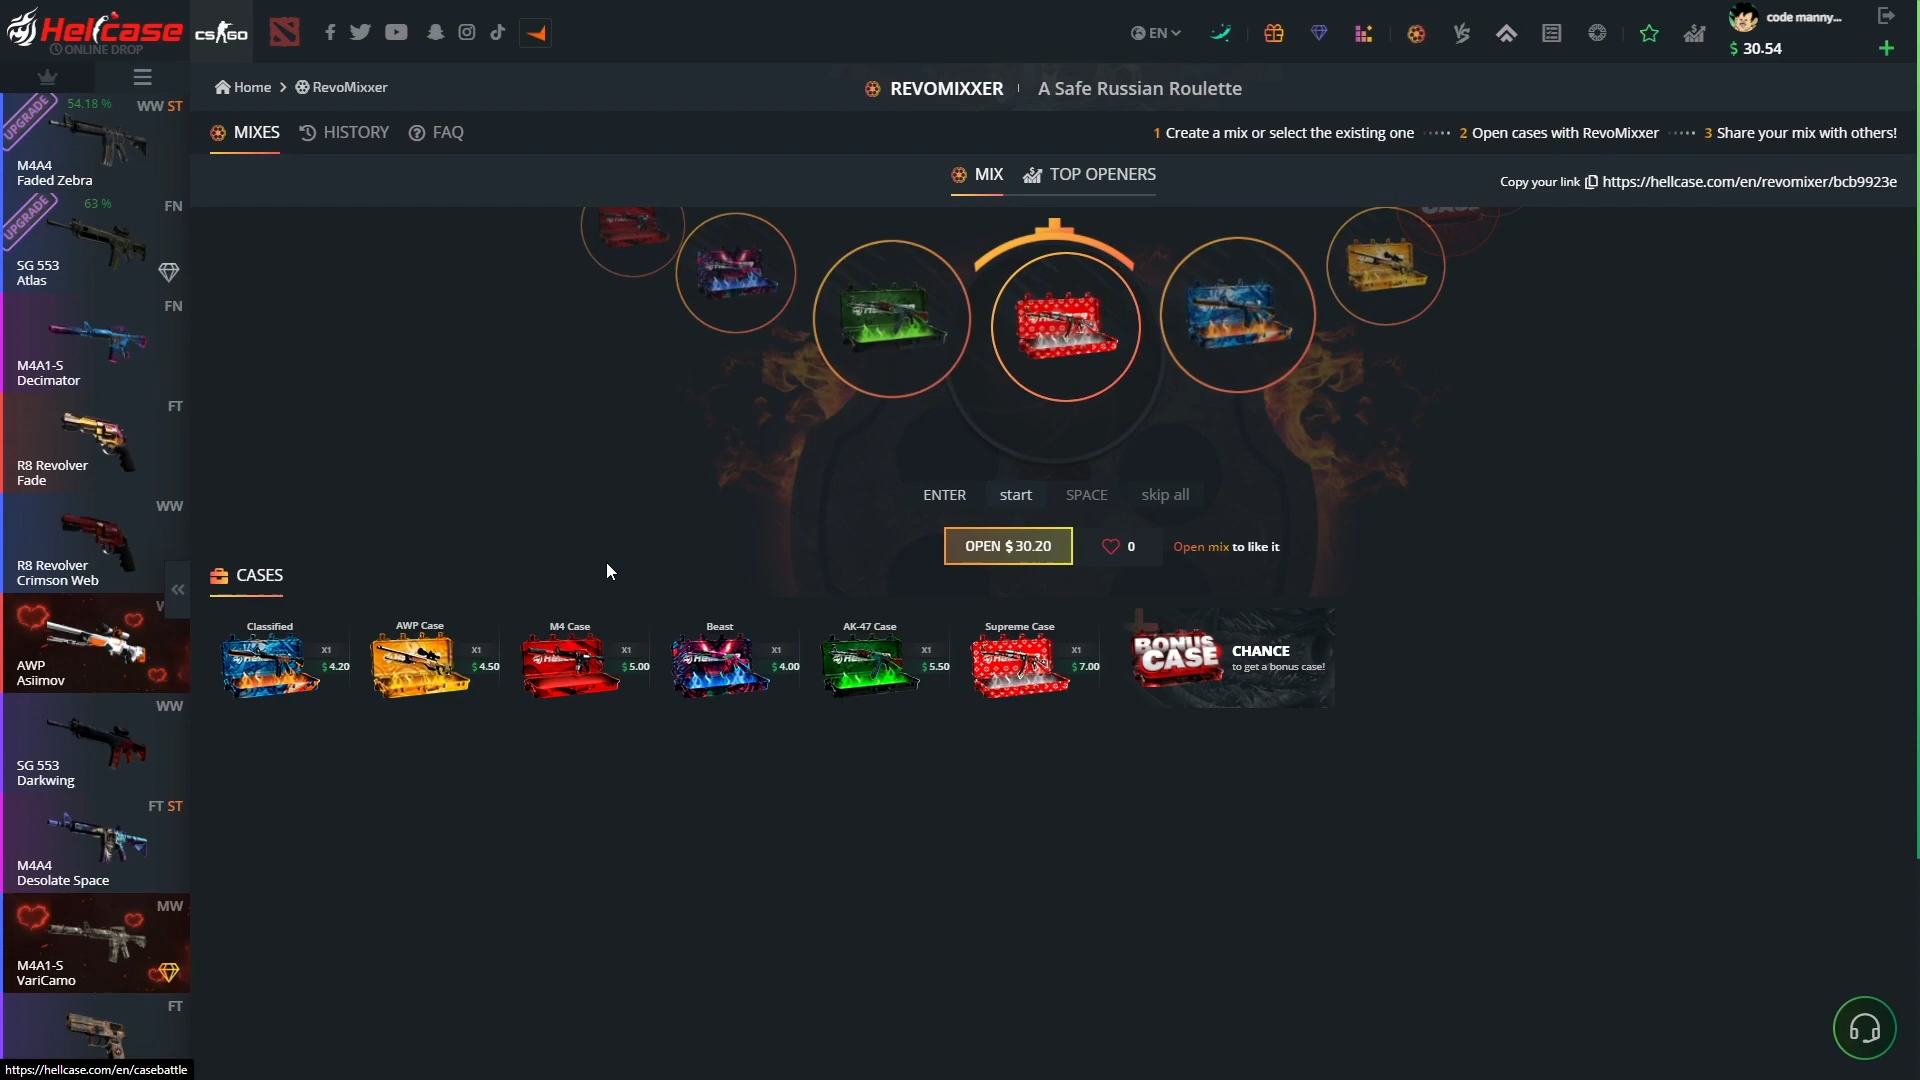 HellCase
ONLINE DROP
CS:GO
EN
code manny...
$ 30.54
Home > RevoMixxer
REVOMIXXER
A Safe Russian Roulette
MIXES
HISTORY
FAQ
1 Create a mix or select the existing one
2 Open cases with RevoMixxer
3 Share your mix with others!
MIX
TOP OPENERS
Copy your link
https://hellcase.com/en/revomixer/bcb9923e
UPGRADE
54.18 %
WW ST
M4A4
Faded Zebra
UPGRADE
63 %
FN
SG 553
Atlas
FN
M4A1-S
Decimator
FT
R8 Revolver
Fade
WW
R8 Revolver
Crimson Web
AWP
Asiimov
WW
SG 553
Darkwing
FT ST
M4A4
Desolate Space
MW
M4A1-S
VariCamo
FT
ENTER
start
SPACE
skip all
OPEN $ 30.20
0
Open mix to like it
CASES
Classified
X1
$ 4.20
AWP Case
X1
$ 4.50
M4 Case
X1
$ 5.00
Beast
X1
$ 4.00
AK-47 Case
X1
$ 5.50
Supreme Case
X1
$ 7.00
BONUS
CASE
CHANCE
to get a bonus case!
https://hellcase.com/en/casebattle